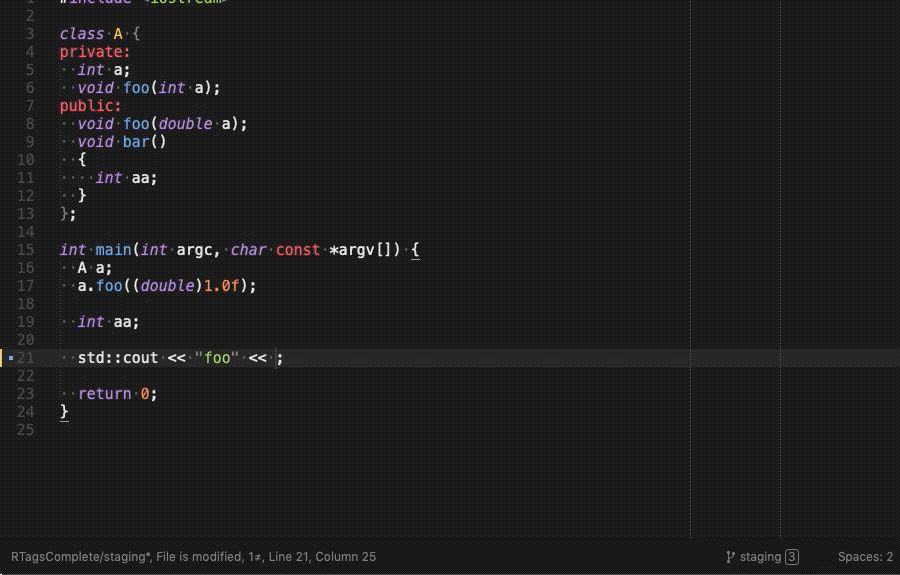 1 #include <iostream>
2
3 class A {
4 private:
5   int a;
6   void foo(int a);
7 public:
8   void foo(double a);
9   void bar()
10   {
11     int aa;
12   }
13 };
14
15 int main(int argc, char const *argv[]) {
16   A a;
17   a.foo((double)1.0f);
18
19   int aa;
20
21   std::cout << "foo" << ;
22
23   return 0;
24 }
25
RTagsComplete/staging*, File is modified, 1≠, Line 21, Column 25 staging 3 Spaces: 2